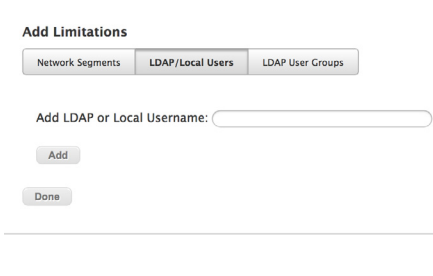 Add Limitations
Network Segments LDAP/Local Users LDAP User Groups
Add LDAP or Local Username:
Add
Done